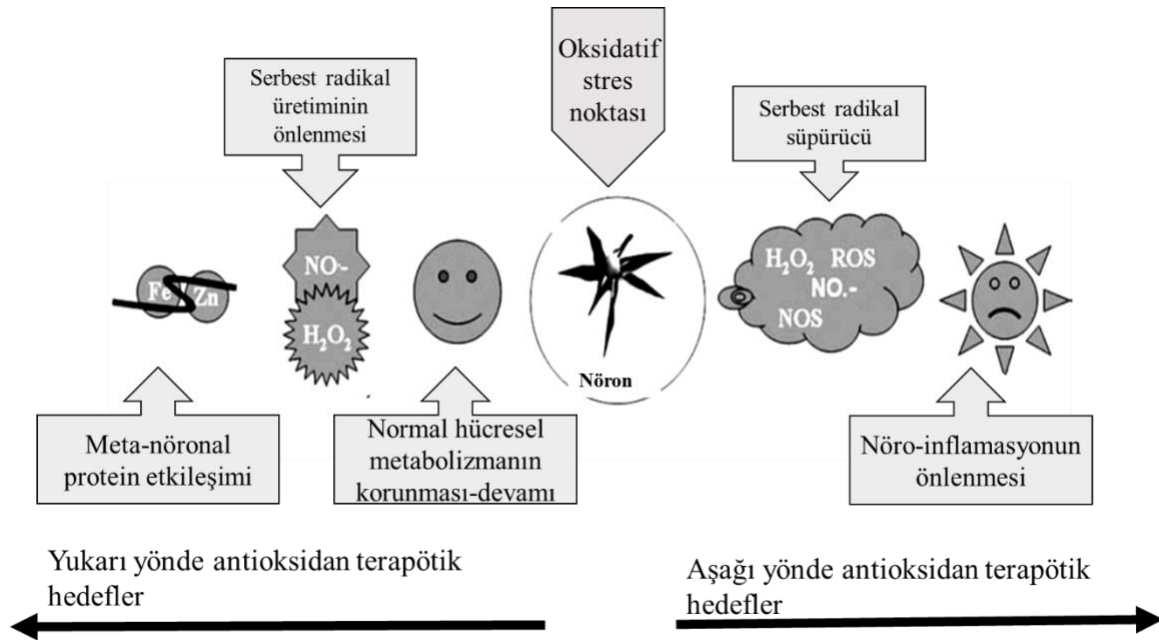 Oksidatif
stres
noktası
Serbest radikal
üretiminin
önlenmesi
Serbest radikal
süpürücü
Fe Zn
NO·-
H₂O₂
H₂O₂ ROS
NO.-
NOS
Nöron
Meta-nöronal
protein etkileşimi
Normal hücresel
metabolizmanın
korunması-devamı
Nöro-inflamasyonun
önlenmesi
Yukarı yönde antioksidan terapötik
hedefler
Aşağı yönde antioksidan terapötik
hedefler